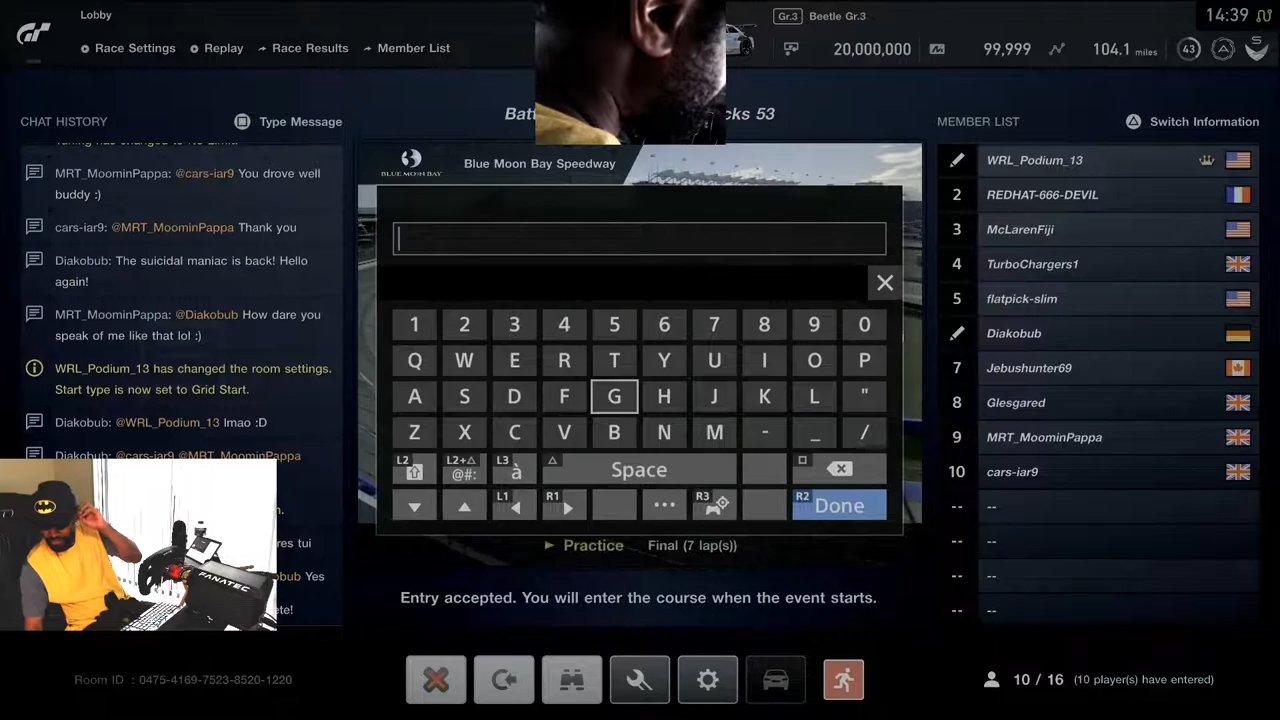 Lobby
Race Settings
Replay
Race Results
Member List
Gr.3
Beetle Gr.3
14:39
20,000,000
99,999
104.1 miles
43
A
S
CHAT HISTORY
Type Message
MRT_MoominPappa: @cars-iar9 You drove well
buddy :)
cars-iar9: @MRT_MoominPappa Thank you
Diakobub: The suicidal maniac is back! Hello
again!
MRT_MoominPappa: @Diakobub How dare you
speak of me like that lol :)
WRL_Podium_13 has changed the room settings.
Start type is now set to Grid Start.
Diakobub: @WRL_Podium_13 lmao :D
Diakobub: @cars-iar9 @MRT_MoominPappa
Yes
FANATEC
53
BLUE MOON BAY
Blue Moon Bay Speedway
1 2 3 4 5 6 7 8 9 0
Q W E R T Y U I O P
A S D F G H J K L "
Z X C V B N M - _ /
L2 L2+△ @#: L3 à △ Space
L1 R1 ... R3 R2 Done
Practice Final (7 lap(s))
Entry accepted. You will enter the course when the event starts.
MEMBER LIST
Switch Information
WRL_Podium_13
2 REDHAT-666-DEVIL
3 McLarenFiji
4 TurboChargers1
5 flatpick-slim
Diakobub
7 Jebushunter69
8 Glesgared
9 MRT_MoominPappa
10 cars-iar9
-- --
-- --
-- --
-- --
Room ID : 0475-4169-7523-8520-1220
10 / 16 (10 player(s) have entered)